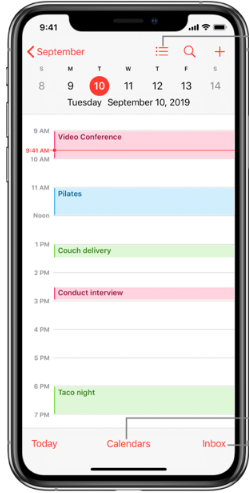 9:41
September
S M T W T F S
8 9 10 11 12 13 14
Tuesday September 10, 2019
9 AM
Video Conference
9:41 AM
10 AM
11 AM
Pilates
Noon
1 PM
Couch delivery
2 PM
Conduct interview
3 PM
4 PM
5 PM
6 PM
Taco night
7 PM
Today Calendars Inbox